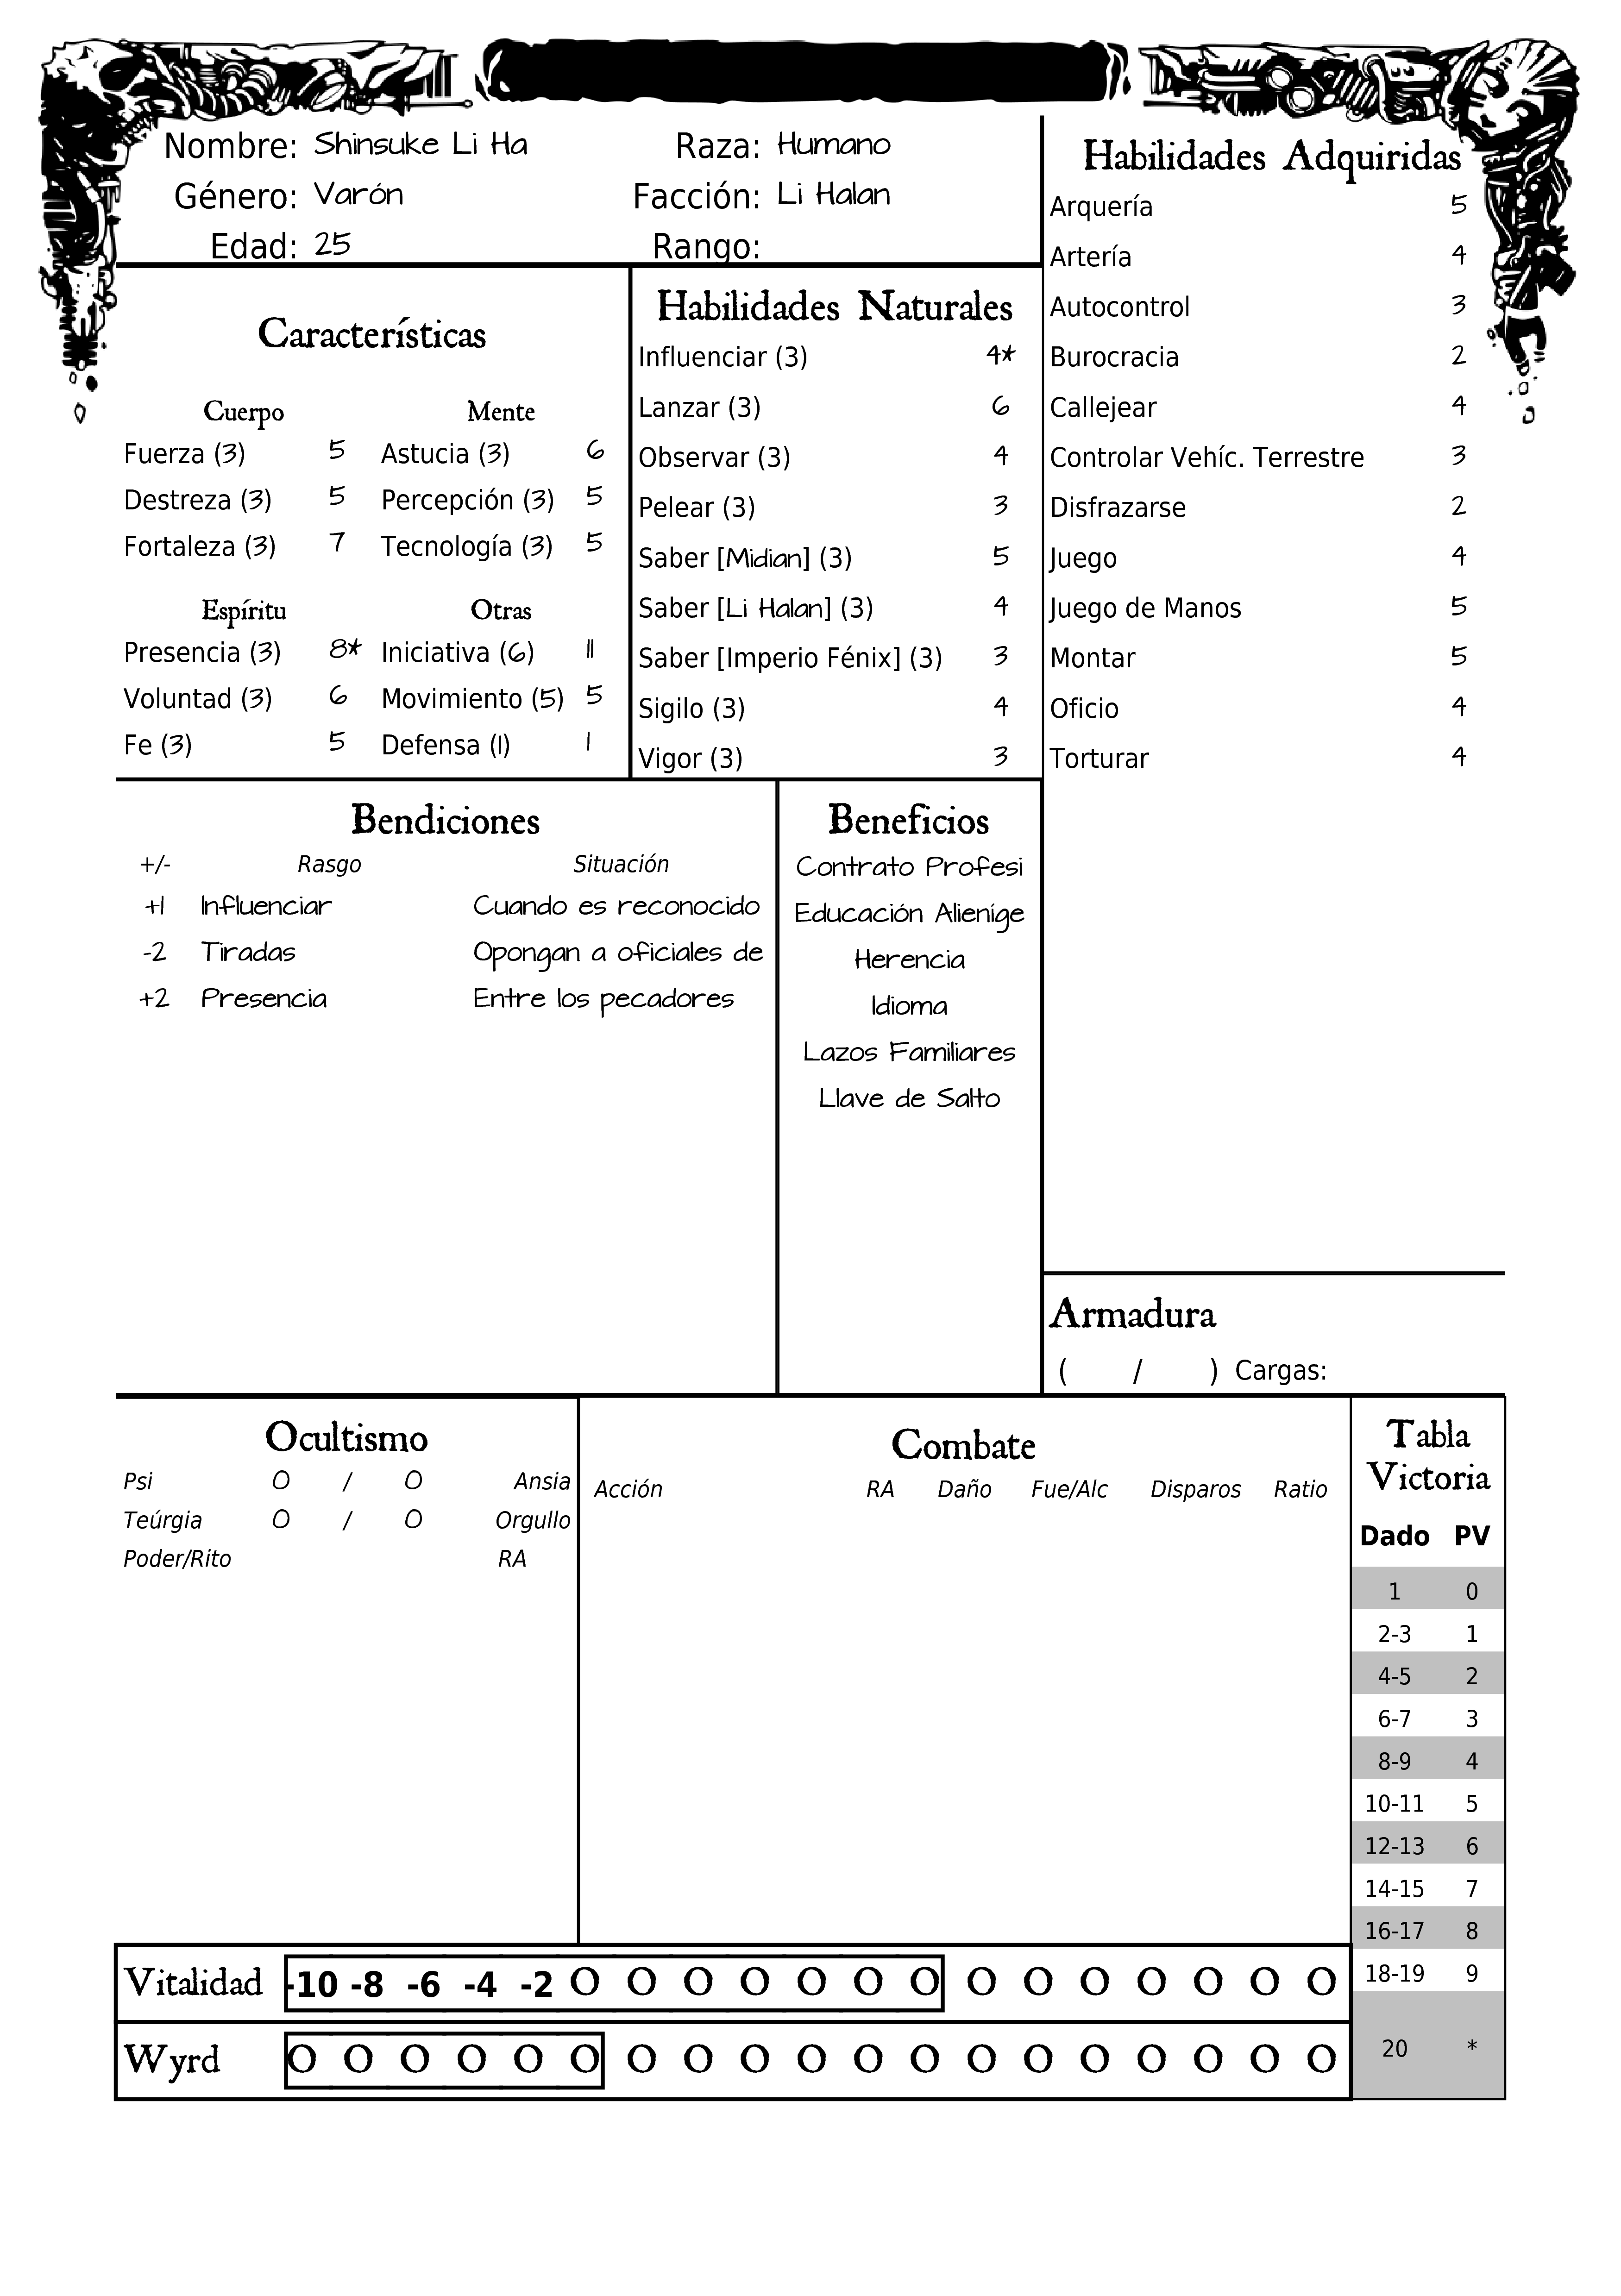 Nombre: Shinsuke Li Ha
Raza: Humano
Género: Varón
Facción: Li Halan
Edad: 25
Rango:
Características
Cuerpo Mente
Fuerza (3) 5 Astucia (3) 6
Destreza (3) 5 Percepción (3) 5
Fortaleza (3) 7 Tecnología (3) 5
Espíritu Otras
Presencia (3) 8* Iniciativa (6) 11
Voluntad (3) 6 Movimiento (5) 5
Fe (3) 5 Defensa (1) 1
Habilidades Naturales
Influenciar (3) 4*
Lanzar (3) 6
Observar (3) 4
Pelear (3) 3
Saber [Midian] (3) 5
Saber [Li Halan] (3) 4
Saber [Imperio Fénix] (3) 3
Sigilo (3) 4
Vigor (3) 3
Habilidades Adquiridas
Arquería 5
Artería 4
Autocontrol 3
Burocracia 2
Callejear 4
Controlar Vehíc. Terrestre 3
Disfrazarse 2
Juego 4
Juego de Manos 5
Montar 5
Oficio 4
Torturar 4
Bendiciones
+/- Rasgo Situación
+1 Influenciar Cuando es reconocido
-2 Tiradas Opongan a oficiales de
+2 Presencia Entre los pecadores
Beneficios
Contrato Profesi
Educación Alieníge
Herencia
Idioma
Lazos Familiares
Llave de Salto
Armadura
( / ) Cargas:
Ocultismo
Psi 0 / 0 Ansia
Teúrgia 0 / 0 Orgullo
Poder/Rito RA
Combate
Acción RA Daño Fue/Alc Disparos Ratio
Tabla
Victoria
Dado PV
1 0
2-3 1
4-5 2
6-7 3
8-9 4
10-11 5
12-13 6
14-15 7
16-17 8
18-19 9
20 *
Vitalidad -10 -8 -6 -4 -2 O O O O O O O O O O O O O O
Wyrd O O O O O O O O O O O O O O O O O O O